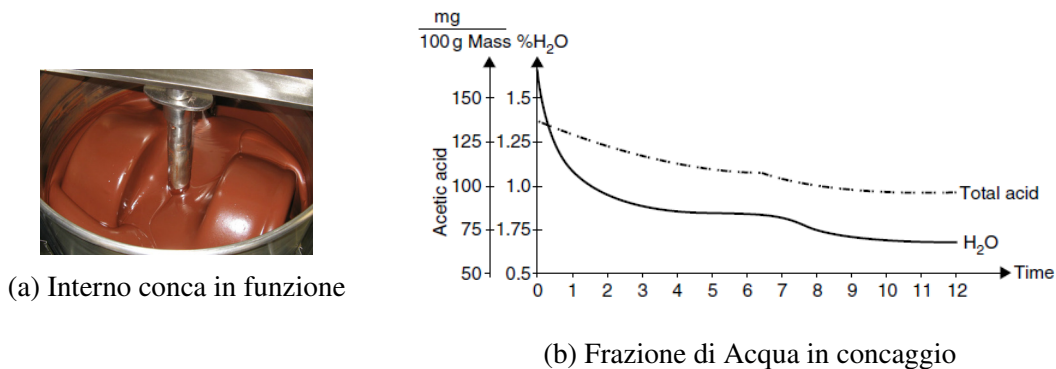 mg
100 g Mass %H₂O
150 1.5
125 1.25
100 1.0
75 1.75
50 0.5
Acetic acid
Total acid
H₂O
Time
0 1 2 3 4 5 6 7 8 9 10 11 12
(a) Interno conca in funzione
(b) Frazione di Acqua in concaggio